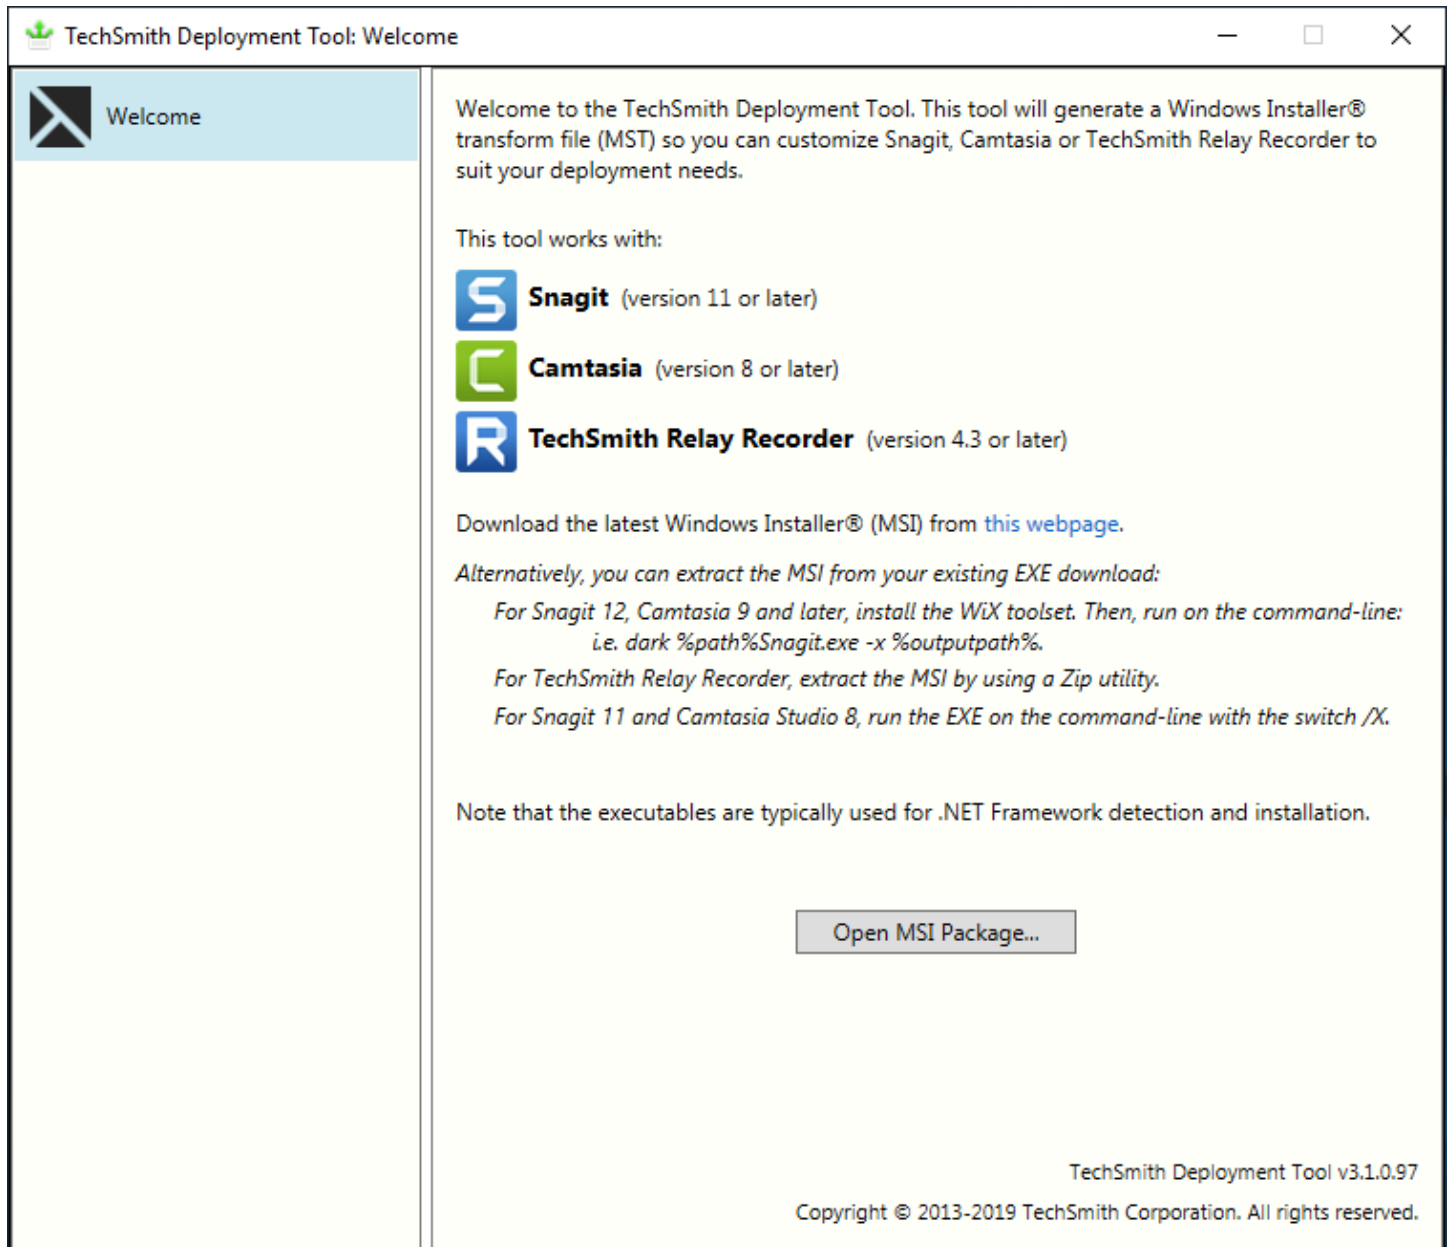 TechSmith Deployment Tool: Welcome
Welcome
Welcome to the TechSmith Deployment Tool. This tool will generate a Windows Installer®
transform file (MST) so you can customize Snagit, Camtasia or TechSmith Relay Recorder to
suit your deployment needs.
This tool works with:
Snagit (version 11 or later)
Camtasia (version 8 or later)
TechSmith Relay Recorder (version 4.3 or later)
Download the latest Windows Installer® (MSI) from this webpage.
Alternatively, you can extract the MSI from your existing EXE download:
For Snagit 12, Camtasia 9 and later, install the WiX toolset. Then, run on the command-line:
i.e. dark %path%Snagit.exe -x %outputpath%.
For TechSmith Relay Recorder, extract the MSI by using a Zip utility.
For Snagit 11 and Camtasia Studio 8, run the EXE on the command-line with the switch /X.
Note that the executables are typically used for .NET Framework detection and installation.
Open MSI Package...
TechSmith Deployment Tool v3.1.0.97
Copyright © 2013-2019 TechSmith Corporation. All rights reserved.